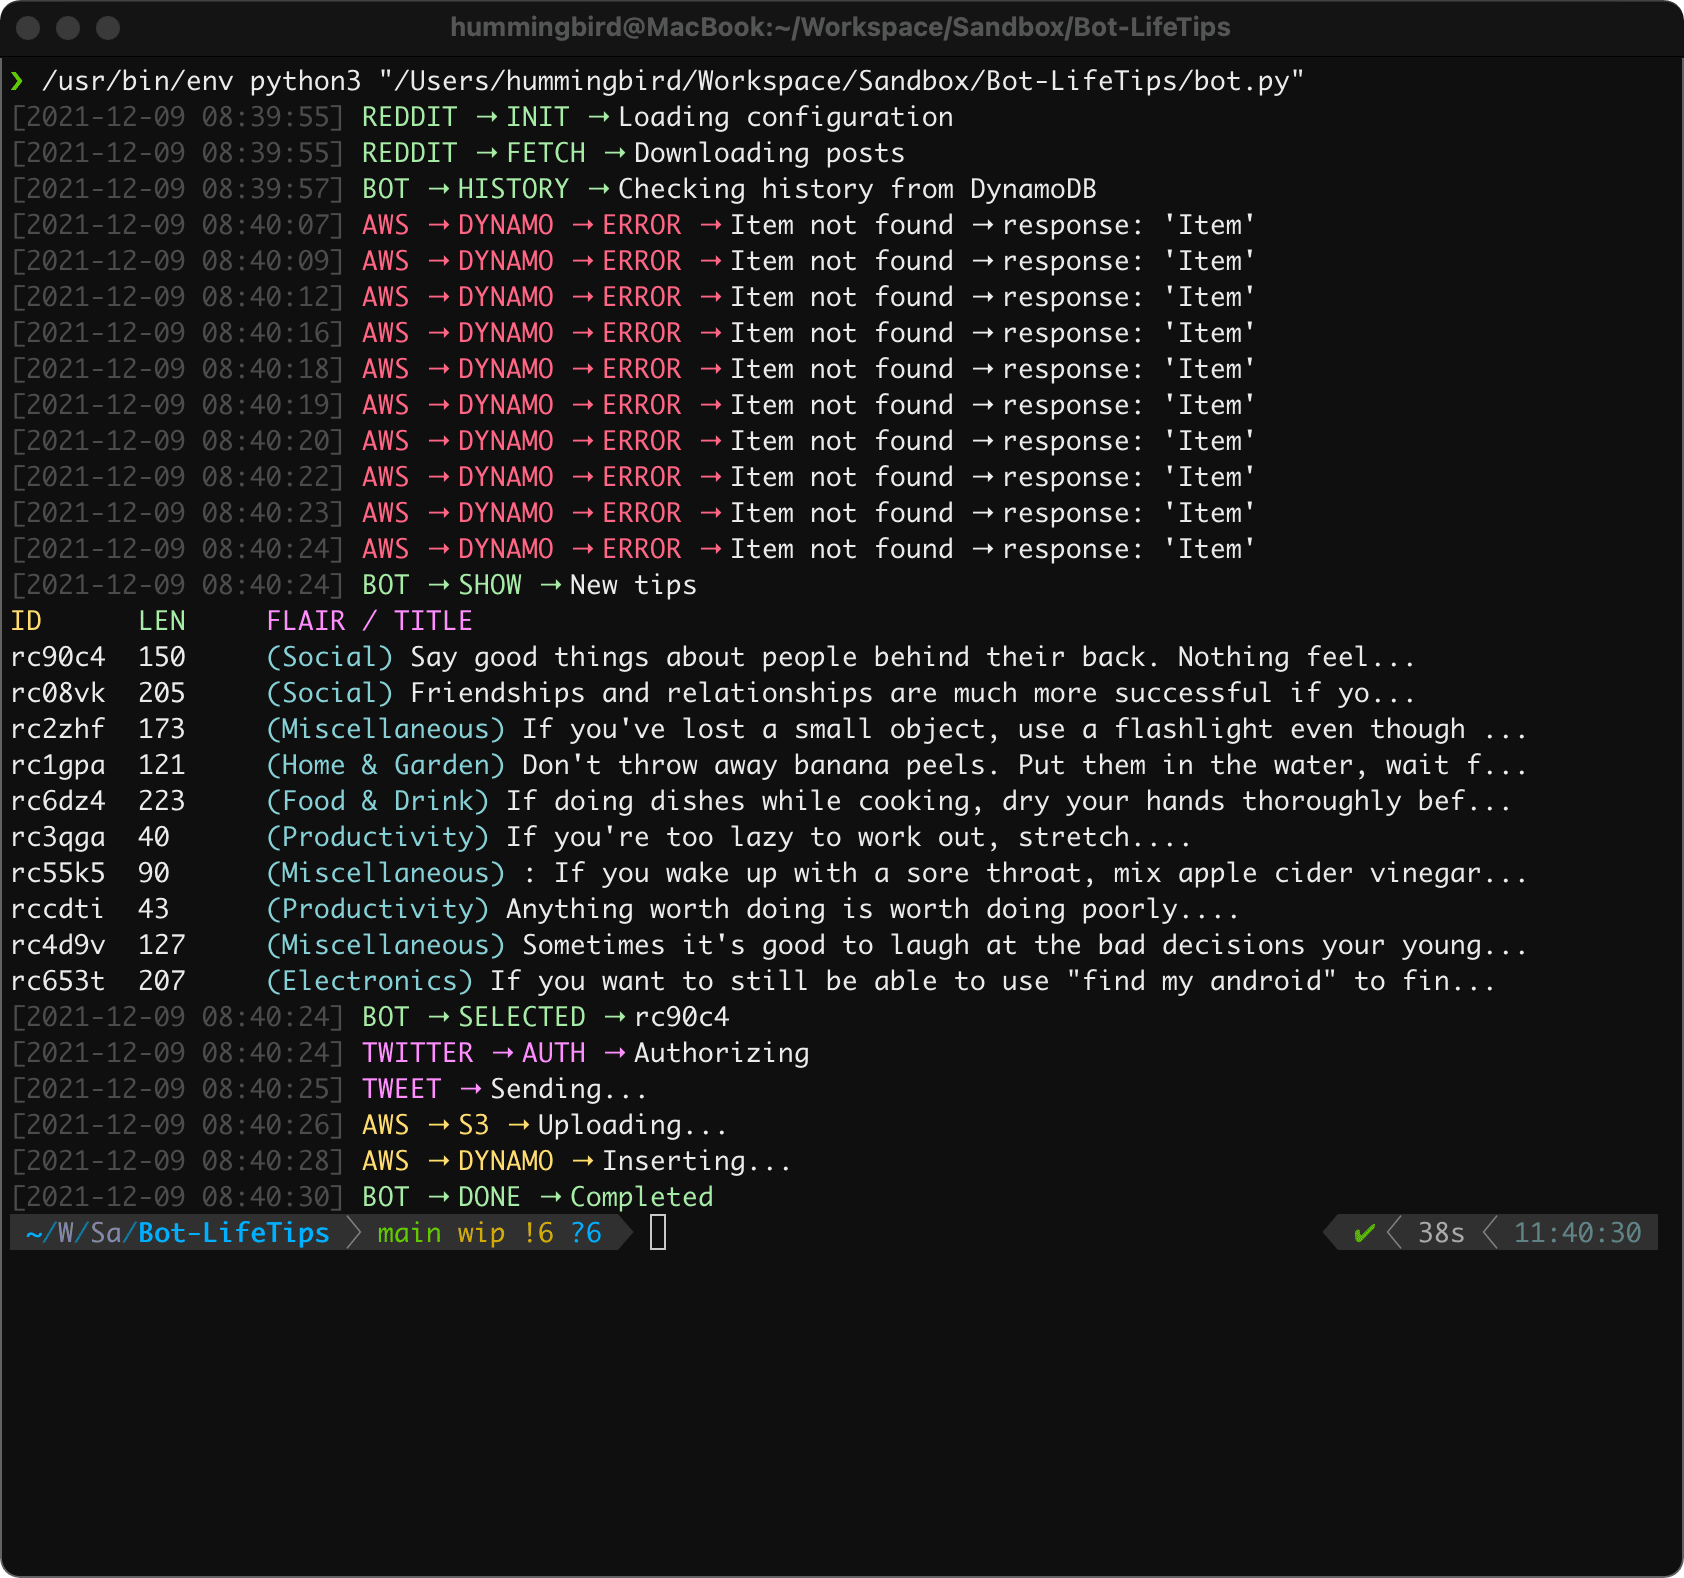 hummingbird@MacBook:~/Workspace/Sandbox/Bot-LifeTips
❯ /usr/bin/env python3 "/Users/hummingbird/Workspace/Sandbox/Bot-LifeTips/bot.py"
[2021-12-09 08:39:55] REDDIT → INIT → Loading configuration
[2021-12-09 08:39:55] REDDIT → FETCH → Downloading posts
[2021-12-09 08:39:57] BOT → HISTORY → Checking history from DynamoDB
[2021-12-09 08:40:07] AWS → DYNAMO → ERROR → Item not found → response: 'Item'
[2021-12-09 08:40:09] AWS → DYNAMO → ERROR → Item not found → response: 'Item'
[2021-12-09 08:40:12] AWS → DYNAMO → ERROR → Item not found → response: 'Item'
[2021-12-09 08:40:16] AWS → DYNAMO → ERROR → Item not found → response: 'Item'
[2021-12-09 08:40:18] AWS → DYNAMO → ERROR → Item not found → response: 'Item'
[2021-12-09 08:40:19] AWS → DYNAMO → ERROR → Item not found → response: 'Item'
[2021-12-09 08:40:20] AWS → DYNAMO → ERROR → Item not found → response: 'Item'
[2021-12-09 08:40:22] AWS → DYNAMO → ERROR → Item not found → response: 'Item'
[2021-12-09 08:40:23] AWS → DYNAMO → ERROR → Item not found → response: 'Item'
[2021-12-09 08:40:24] AWS → DYNAMO → ERROR → Item not found → response: 'Item'
[2021-12-09 08:40:24] BOT → SHOW → New tips
ID LEN FLAIR / TITLE
rc90c4 150 (Social) Say good things about people behind their back. Nothing feel...
rc08vk 205 (Social) Friendships and relationships are much more successful if yo...
rc2zhf 173 (Miscellaneous) If you've lost a small object, use a flashlight even though ...
rc1gpa 121 (Home & Garden) Don't throw away banana peels. Put them in the water, wait f...
rc6dz4 223 (Food & Drink) If doing dishes while cooking, dry your hands thoroughly bef...
rc3qga 40 (Productivity) If you're too lazy to work out, stretch....
rc55k5 90 (Miscellaneous) : If you wake up with a sore throat, mix apple cider vinegar...
rccdti 43 (Productivity) Anything worth doing is worth doing poorly....
rc4d9v 127 (Miscellaneous) Sometimes it's good to laugh at the bad decisions your young...
rc653t 207 (Electronics) If you want to still be able to use "find my android" to fin...
[2021-12-09 08:40:24] BOT → SELECTED → rc90c4
[2021-12-09 08:40:24] TWITTER → AUTH → Authorizing
[2021-12-09 08:40:25] TWEET → Sending...
[2021-12-09 08:40:26] AWS → S3 → Uploading...
[2021-12-09 08:40:28] AWS → DYNAMO → Inserting...
[2021-12-09 08:40:30] BOT → DONE → Completed
~/W/Sa/Bot-LifeTips main wip !6 ?6 ✔ 38s 11:40:30